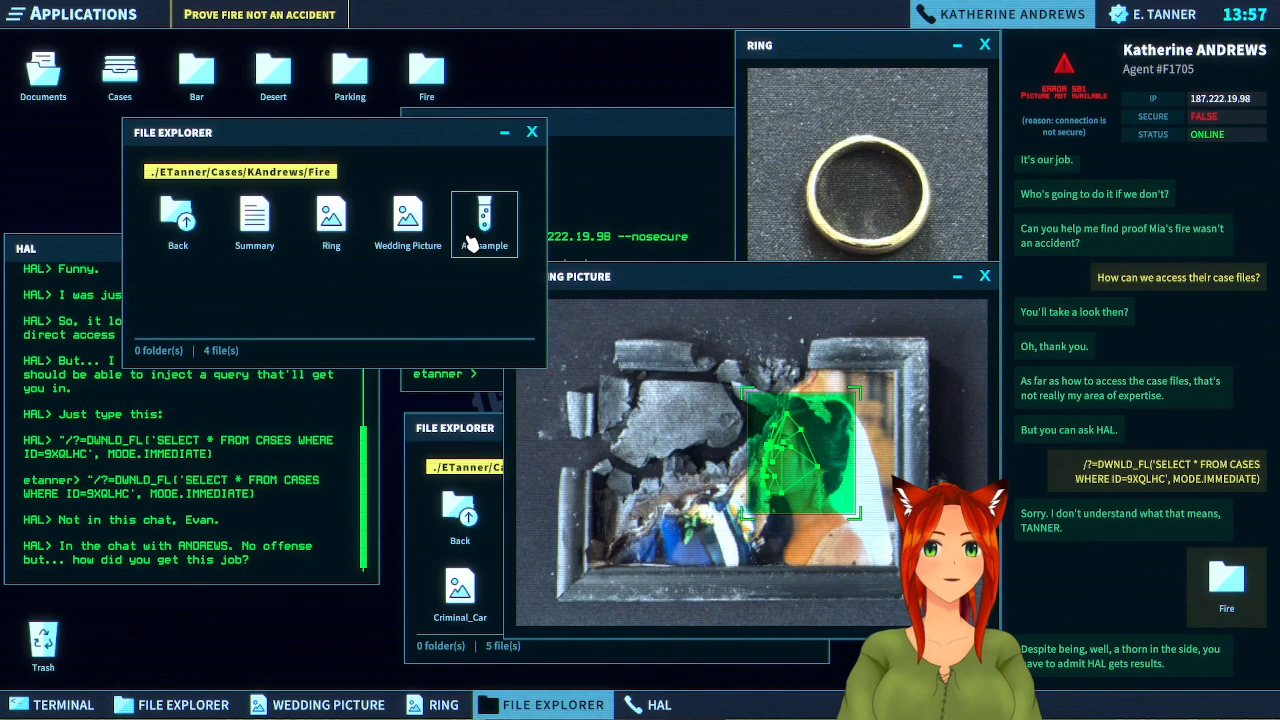 APPLICATIONS
PROVE FIRE NOT AN ACCIDENT
KATHERINE ANDREWS
E. TANNER
13:57
Documents
Cases
Bar
Desert
Parking
Fire
FILE EXPLORER
./ETanner/Cases/KAndrews/Fire
Back
Summary
Ring
Wedding Picture
sample
0 folder(s) | 4 file(s)
RING
222.19.98 --nosecure
etanner >
NG PICTURE
HAL
HAL> Funny.
HAL> I was jus
HAL> So, it lo
direct access
HAL> But... I
should be able to inject a query that'll get
you in.
HAL> Just type this:
HAL> "/?=DWNLD_FL('SELECT * FROM CASES WHERE
ID=9XQLHC', MODE.IMMEDIATE)
etanner> "/?=DWNLD_FL('SELECT * FROM CASES
WHERE ID=9XQLHC', MODE.IMMEDIATE)
HAL> Not in this chat, Evan.
HAL> In the chat with ANDREWS. No offense
but... how did you get this job?
FILE EXPLORER
./ETanner/Ca
Back
Criminal_Car
0 folder(s) | 5 file(s)
Trash
ERROR 501
PICTURE NOT AVAILABLE
(reason: connection is
not secure)
Katherine ANDREWS
Agent #F1705
IP 187.222.19.98
SECURE FALSE
STATUS ONLINE
It's our job.
Who's going to do it if we don't?
Can you help me find proof Mia's fire wasn't
an accident?
How can we access their case files?
You'll take a look then?
Oh, thank you.
As far as how to access the case files, that's
not really my area of expertise.
But you can ask HAL.
/?=DWNLD_FL('SELECT * FROM CASES
WHERE ID=9XQLHC', MODE.IMMEDIATE)
Sorry. I don't understand what that means,
TANNER.
Fire
Despite being, well, a thorn in the side, you
have to admit HAL gets results.
TERMINAL
FILE EXPLORER
WEDDING PICTURE
RING
FILE EXPLORER
HAL